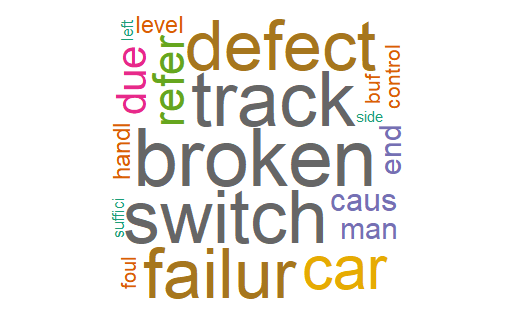 left
level
defect
due
refer
track
buf
control
side
handl
broken
end
suffici
switch
caus
man
foul
failur
car